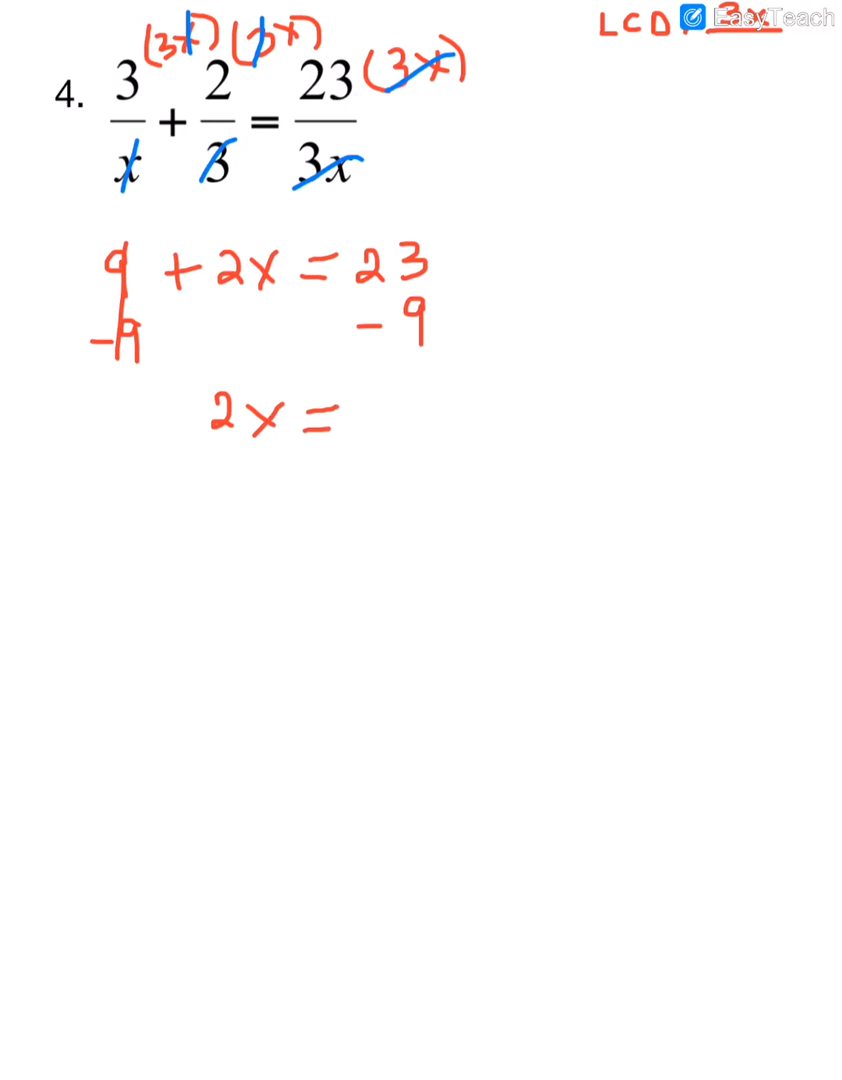 LCD: 3x
EasyTeach
4. 3/x (3x) + 2/3 (3x) = 23/3x (3x)
9 + 2x = 23
-9 - 9
2x =